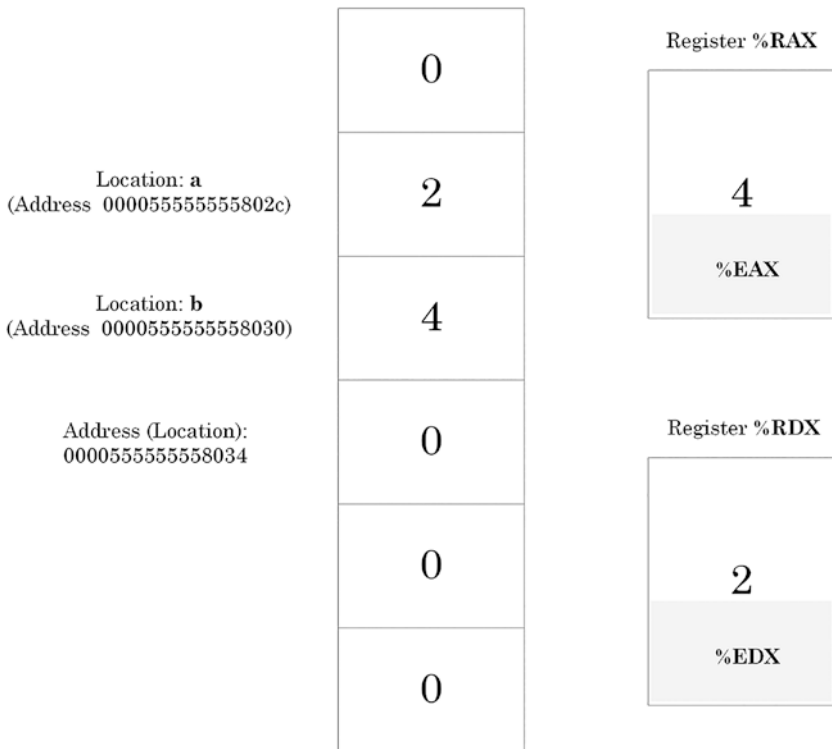 0
Register %RAX
Location: a
(Address 000055555555802c)
2
4
%EAX
Location: b
(Address 0000555555558030)
4
Address (Location):
0000555555558034
0
Register %RDX
0
2
%EDX
0